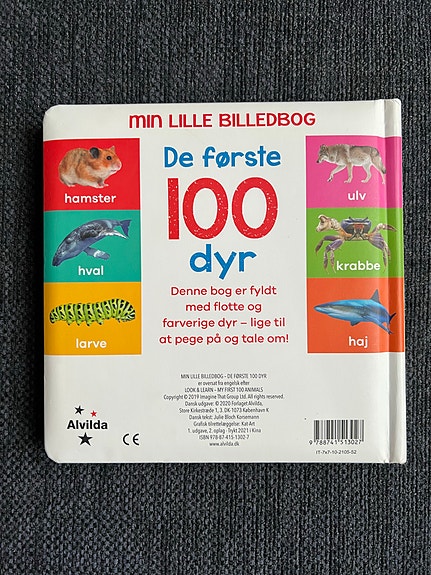 MIN LILLE BILLEDBOG
De første
100
dyr
hamster
hval
larve
ulv
krabbe
haj
Denne bog er fyldt
med flotte og
farverige dyr – lige til
at pege på og tale om!
MIN LILLE BILLEDBOG - DE FØRSTE 100 DYR
er oversat fra engelsk efter
LOOK & LEARN - MY FIRST 100 ANIMALS
Copyright © 2019 Imagine That Group Ltd. All rights reserved.
Dansk udgave: © 2020 Forlaget Alvilda,
Store Kirkestræde 1, 3. DK-1073 København K
Dansk tekst: Julie Bloch Korsemann
Grafisk tilrettelægning: Kat-Art
1. udgave, 2. oplag · Trykt 2021 i Kina
ISBN 978-87-415-1302-7
www.alvilda.dk
Alvilda
CE
9 788741 513027
IT-7x7-10-2105-52